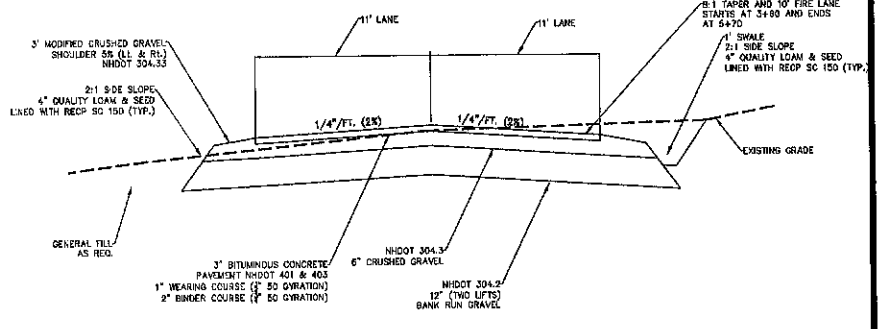 8:1 TAPER AND 10' FIRE LANE
STARTS AT 3+80 AND ENDS
AT 5+70
11' LANE
11' LANE
3' MODIFIED CRUSHED GRAVEL
SHOULDER 5% (Lt. & Rt.)
NHDOT 304.33
1' SWALE
2:1 SIDE SLOPE
4" QUALITY LOAM & SEED
LINED WITH RECP SC 150 (TYP.)
2:1 SIDE SLOPE
4" QUALITY LOAM & SEED
LINED WITH RECP SC 150 (TYP.)
1/4"/FT. (2%)
1/4"/FT. (2%)
EXISTING GRADE
GENERAL FILL
AS REQ.
3" BITUMINOUS CONCRETE
PAVEMENT NHDOT 401 & 403
1" WEARING COURSE ( 50 GYRATION)
2" BINDER COURSE ( 50 GYRATION)
NHDOT 304.3
6" CRUSHED GRAVEL
NHDOT 304.2
12" (TWO LIFTS)
BANK RUN GRAVEL